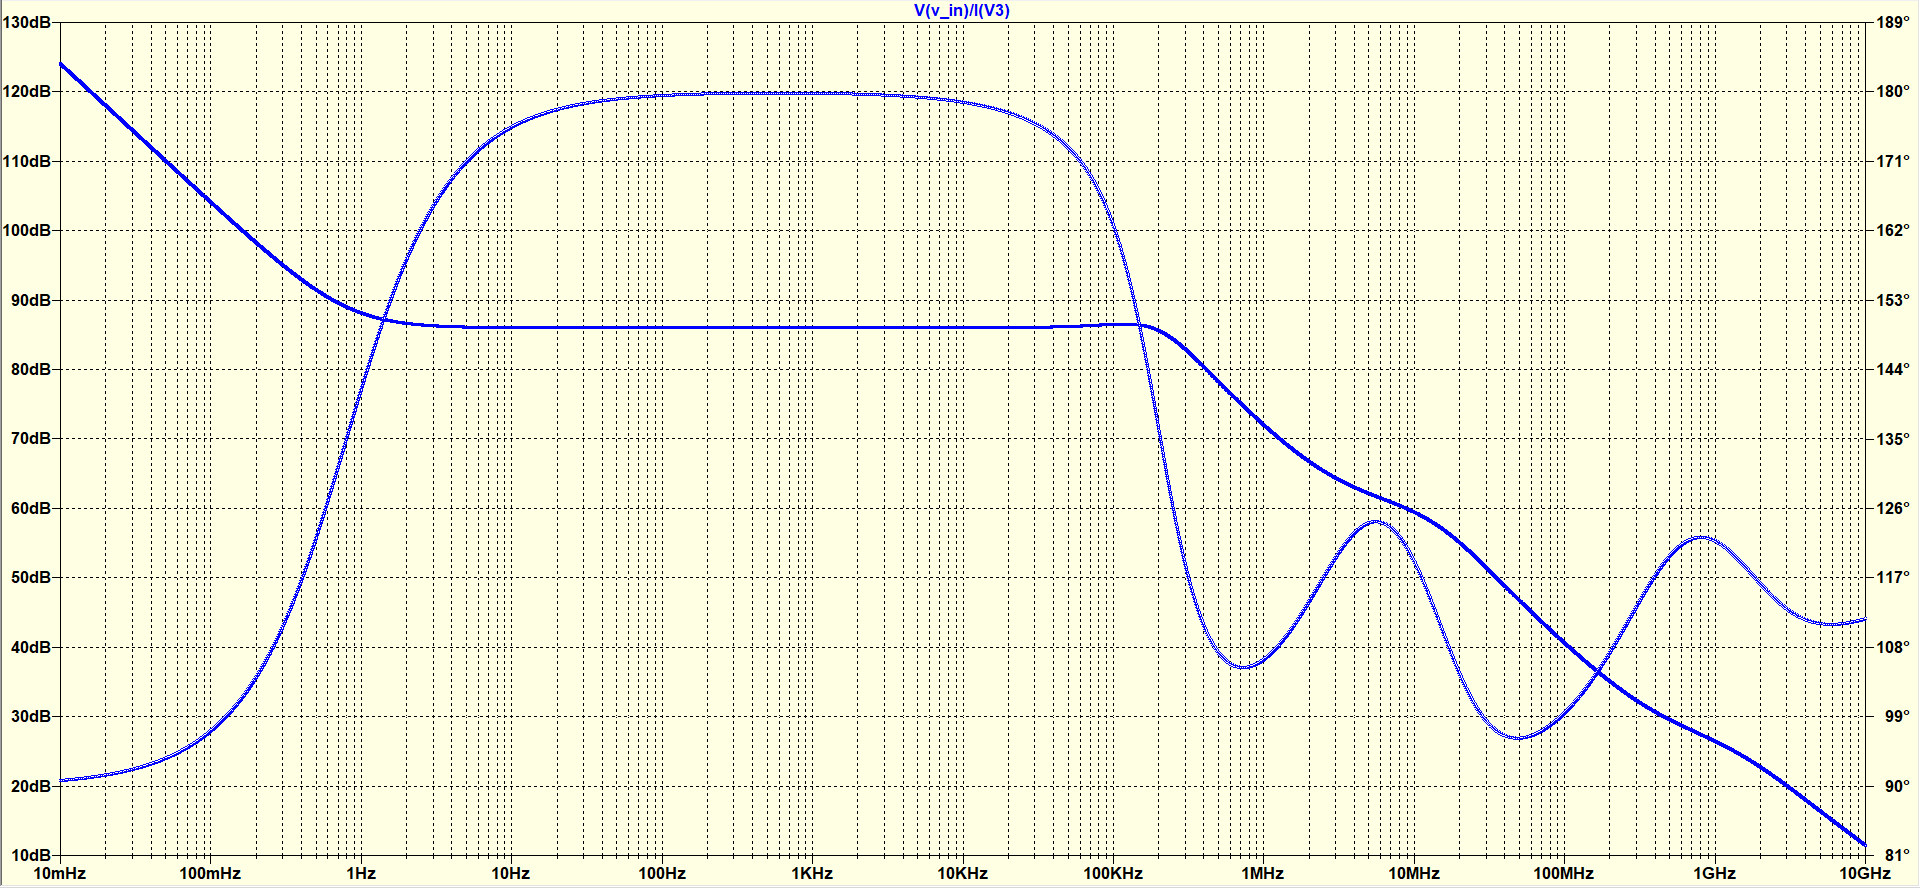 V(v_in)/I(V3)
130dB 189°
120dB 180°
110dB 171°
100dB 162°
90dB 153°
80dB 144°
70dB 135°
60dB 126°
50dB 117°
40dB 108°
30dB 99°
20dB 90°
10dB 81°
10mHz 100mHz 1Hz 10Hz 100Hz 1KHz 10KHz 100KHz 1MHz 10MHz 100MHz 1GHz 10GHz